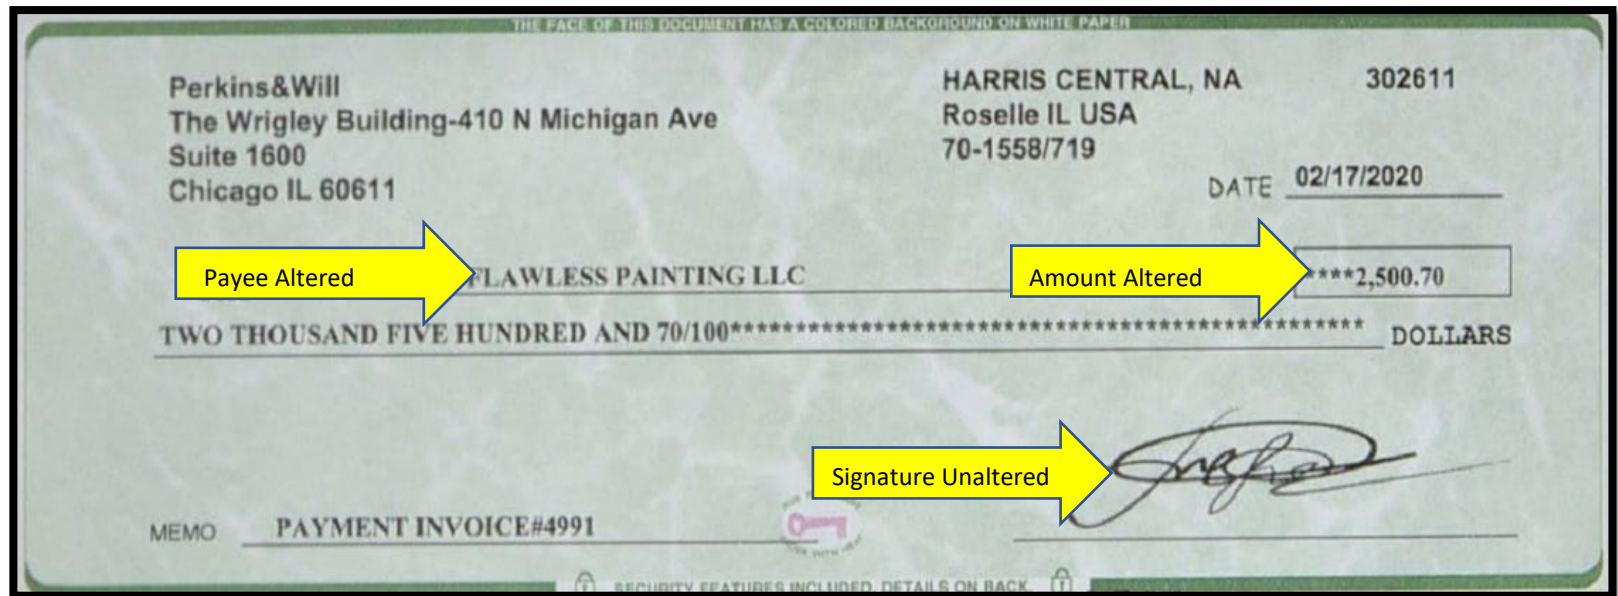 THE FACE OF THIS DOCUMENT HAS A COLORED BACKGROUND ON WHITE PAPER
Perkins&Will
The Wrigley Building-410 N Michigan Ave
Suite 1600
Chicago IL 60611
HARRIS CENTRAL, NA 302611
Roselle IL USA
70-1558/719
DATE 02/17/2020
Payee Altered FLAWLESS PAINTING LLC Amount Altered ****2,500.70
TWO THOUSAND FIVE HUNDRED AND 70/100************************************************* DOLLARS
Signature Unaltered
MEMO PAYMENT INVOICE#4991
SECURITY FEATURES INCLUDED. DETAILS ON BACK.